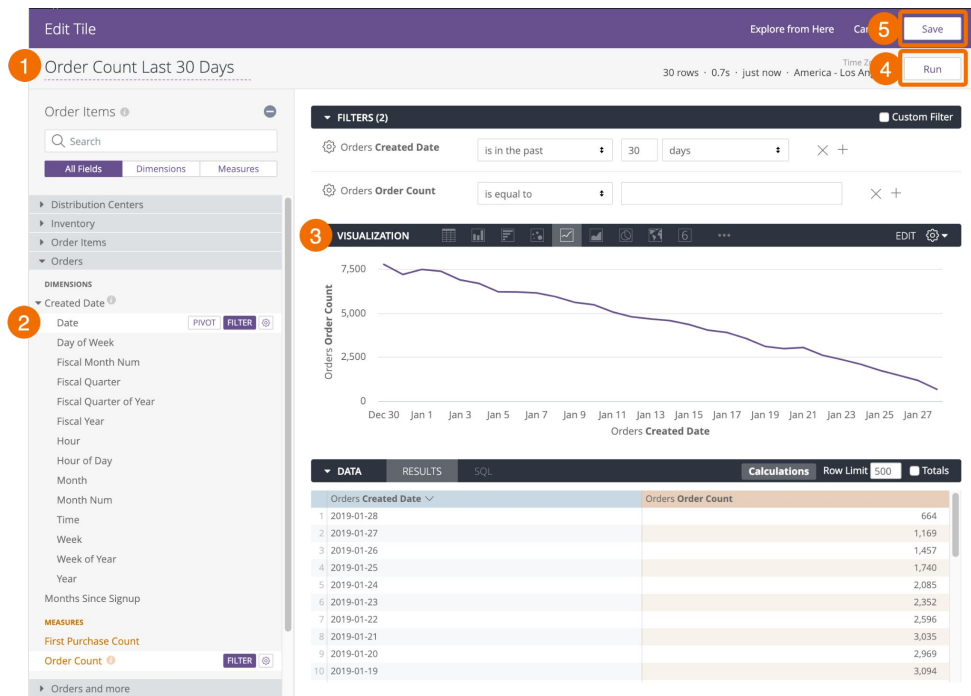 Edit Tile
Explore from Here
5
Save
1
Order Count Last 30 Days
30 rows · 0.7s · just now · America - Los
4
Run
Order Items
Search
All Fields Dimensions Measures
Distribution Centers
Inventory
Order Items
Orders
DIMENSIONS
Created Date
2
Date PIVOT FILTER
Day of Week
Fiscal Month Num
Fiscal Quarter
Fiscal Quarter of Year
Fiscal Year
Hour
Hour of Day
Month
Month Num
Time
Week
Week of Year
Year
Months Since Signup
MEASURES
First Purchase Count
Order Count FILTER
Orders and more
FILTERS (2) Custom Filter
Orders Created Date is in the past 30 days
Orders Order Count is equal to
3
VISUALIZATION 6 EDIT
7,500
5,000
2,500
0
Orders Order Count
Dec 30 Jan 1 Jan 3 Jan 5 Jan 7 Jan 9 Jan 11 Jan 13 Jan 15 Jan 17 Jan 19 Jan 21 Jan 23 Jan 25 Jan 27
Orders Created Date
DATA RESULTS SQL Calculations Row Limit 500 Totals
Orders Created Date Orders Order Count
1 2019-01-28 664
2 2019-01-27 1,169
3 2019-01-26 1,457
4 2019-01-25 1,740
5 2019-01-24 2,085
6 2019-01-23 2,352
7 2019-01-22 2,596
8 2019-01-21 3,035
9 2019-01-20 2,969
10 2019-01-19 3,094